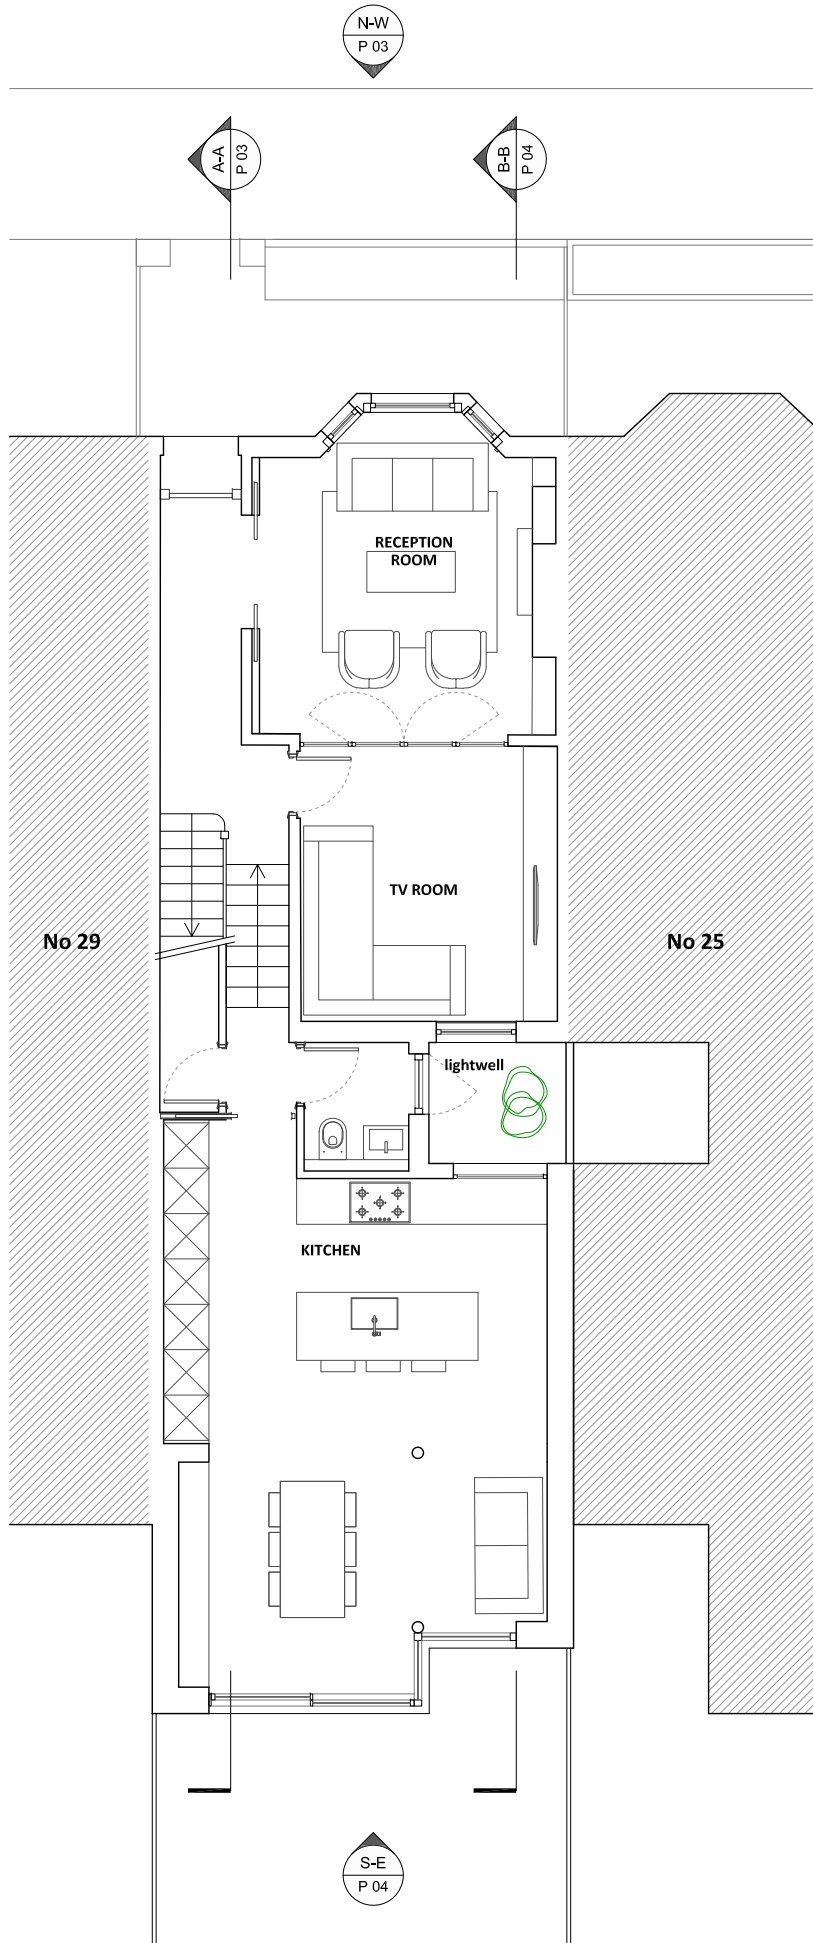 N-W
P 03
A-A
P 03
B-B
P 04
RECEPTION
ROOM
TV ROOM
No 29
No 25
lightwell
KITCHEN
S-E
P 04